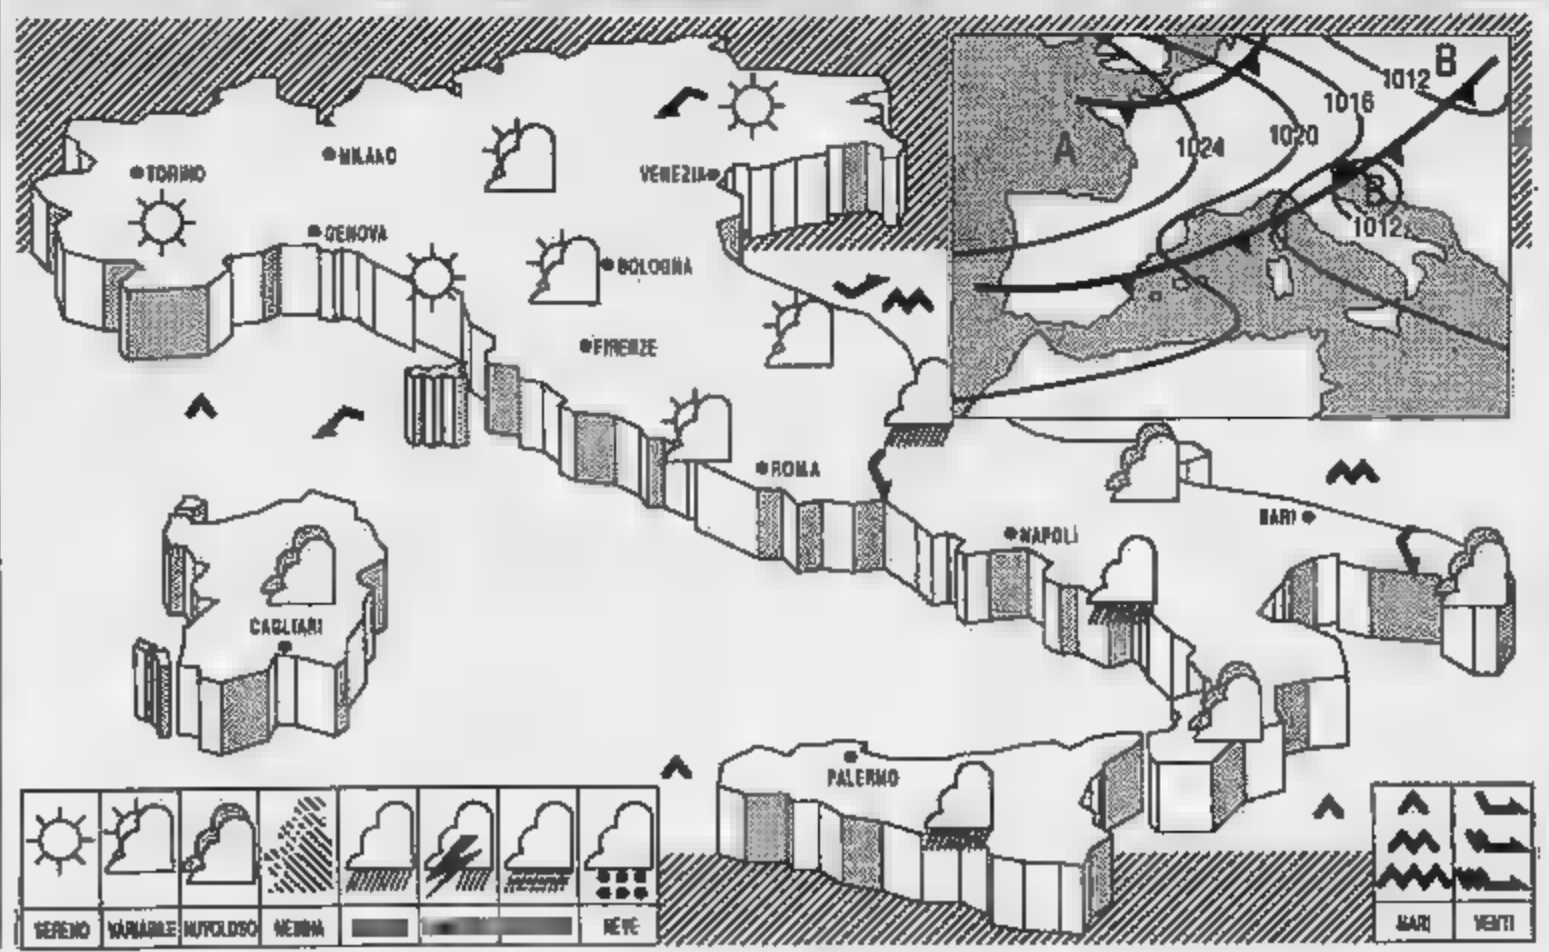 B
1012
1016
A
1024
1020
MILANO
TORINO
VENEZIA
B
1012
GENOVA
BOLOGNA
FIRENZE
ROMA
BARI
NAPOLI
CAGLIARI
PALERMO
SERENO VARIABILE NUVOLOSO NEBBIA NEVE
MARI VENTI